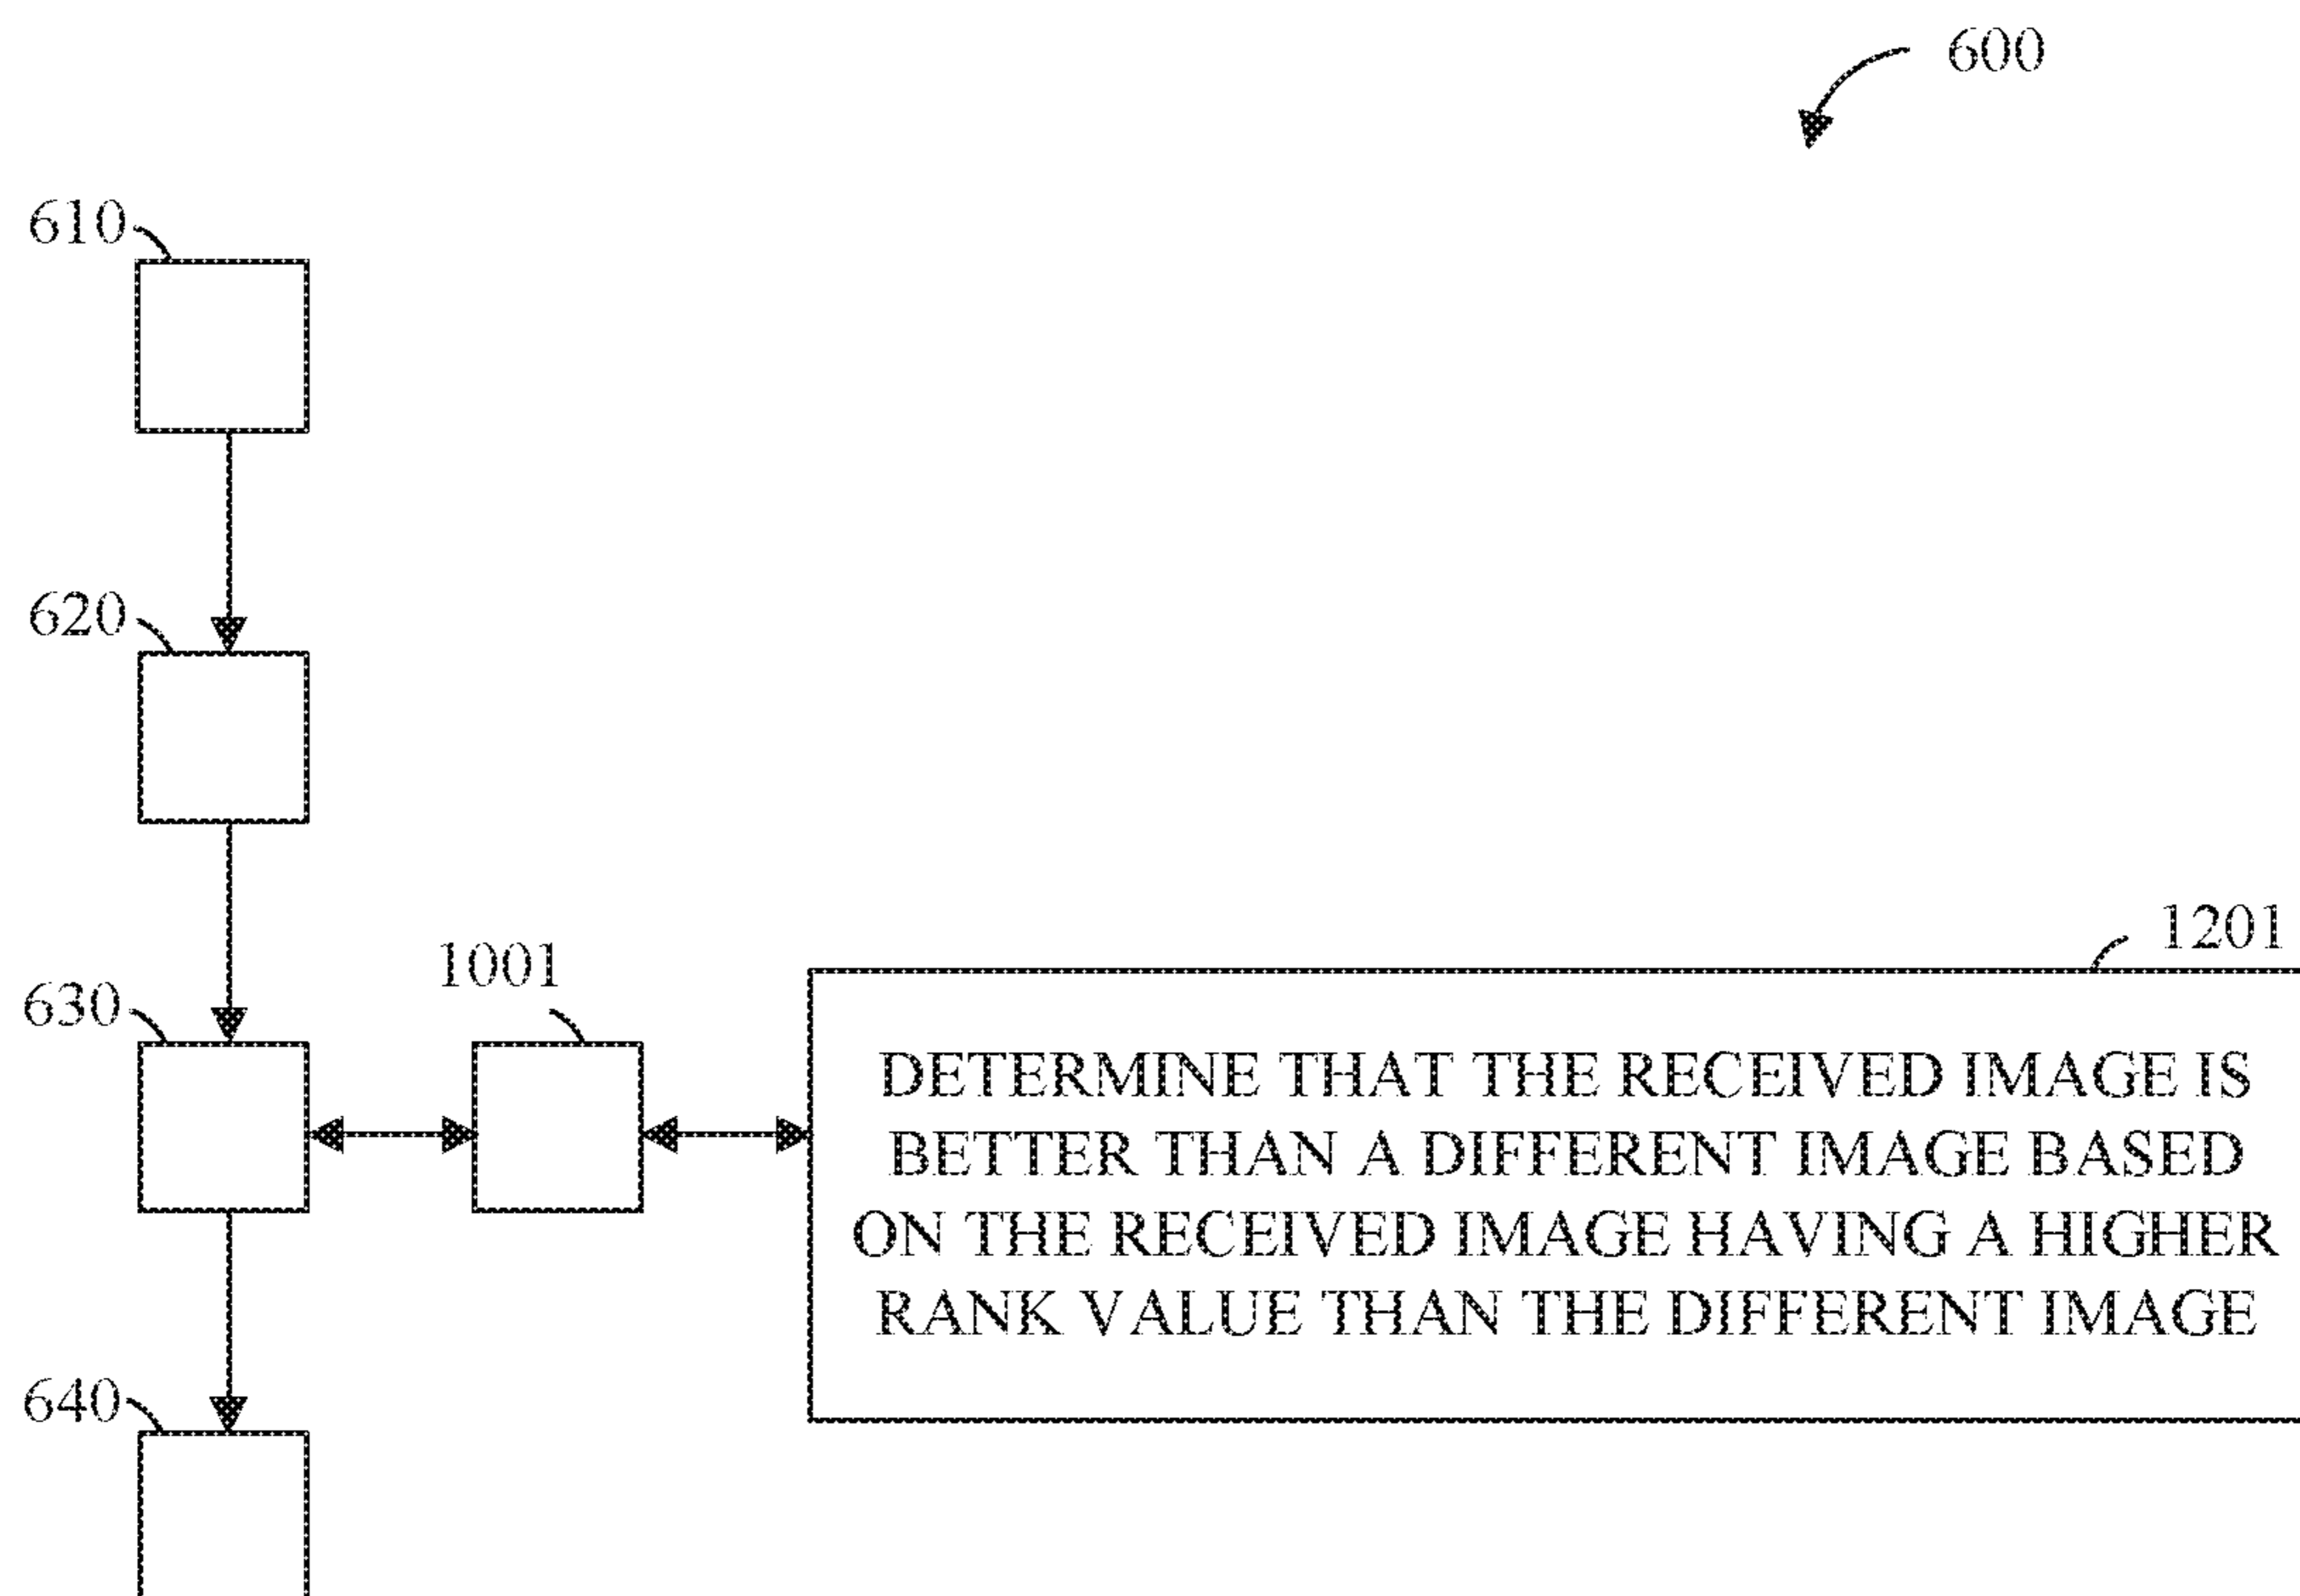 600
610
620
630
1001
1201
DETERMINE THAT THE RECEIVED IMAGE IS
BETTER THAN A DIFFERENT IMAGE BASED
ON THE RECEIVED IMAGE HAVING A HIGHER
RANK VALUE THAN THE DIFFERENT IMAGE
640